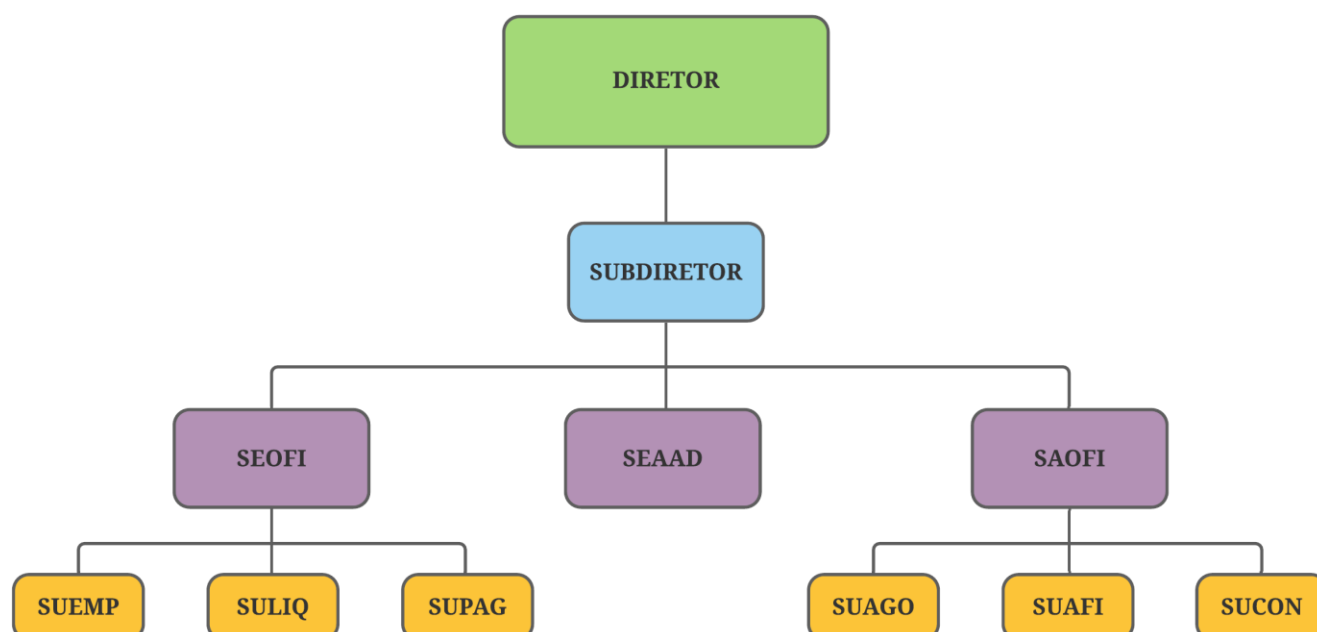 DIRETOR
SUBDIRETOR
SEOFI
SEAAD
SAOFI
SUEMP
SULIQ
SUPAG
SUAGO
SUAFI
SUCON